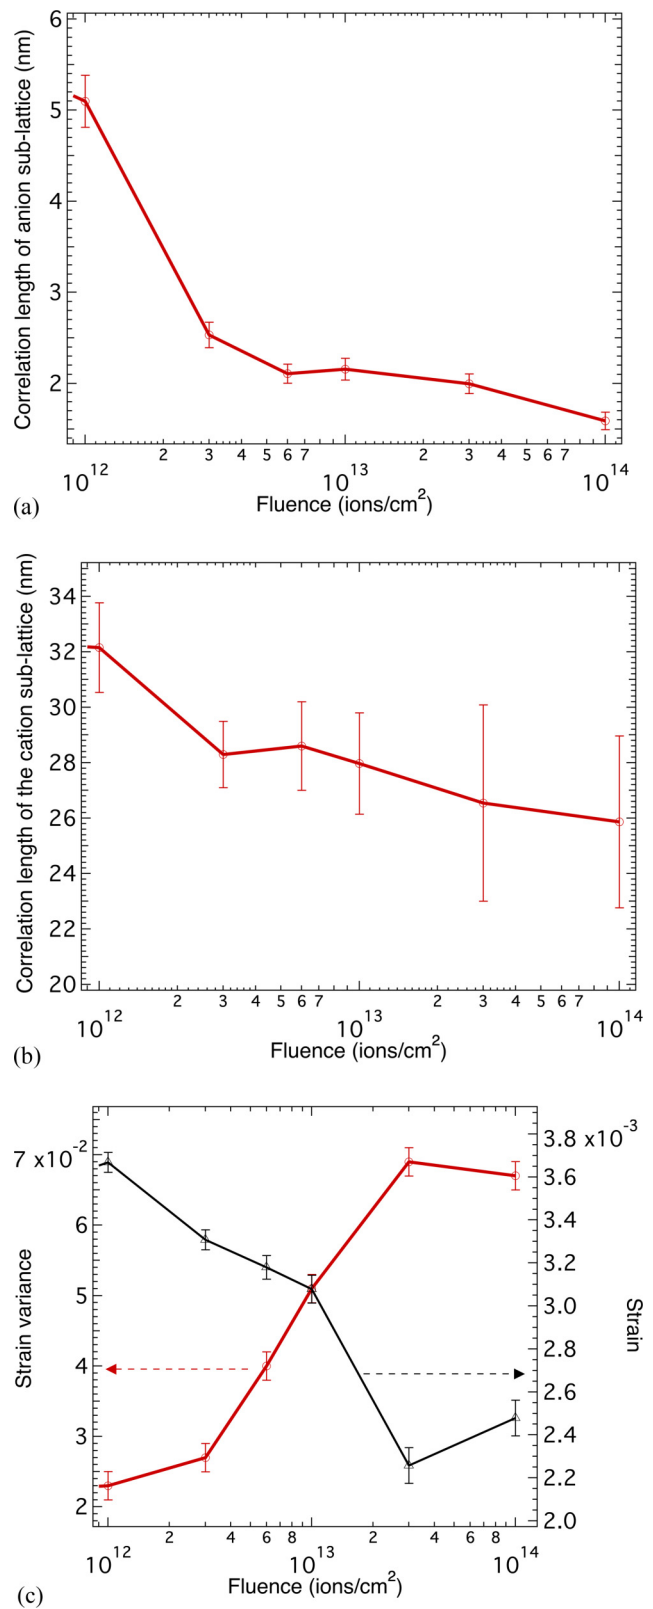 Correlation length of anion sub-lattice (nm)
6
5
4
3
2
2 3 4 5 6 7 2 3 4 5 6 7
10^12 10^13 10^14
Fluence (ions/cm²)
(a)
Correlation length of the cation sub-lattice (nm)
34
32
30
28
26
24
22
20
2 3 4 5 6 7 2 3 4 5 6 7
10^12 10^13 10^14
Fluence (ions/cm²)
(b)
Strain variance
7 x10^-2
6
5
4
3
2
3.8 x10^-3
3.6
3.4
3.2
3.0
2.8
2.6
2.4
2.2
2.0
Strain
2 4 6 8 2 4 6 8
10^12 10^13 10^14
Fluence (ions/cm²)
(c)